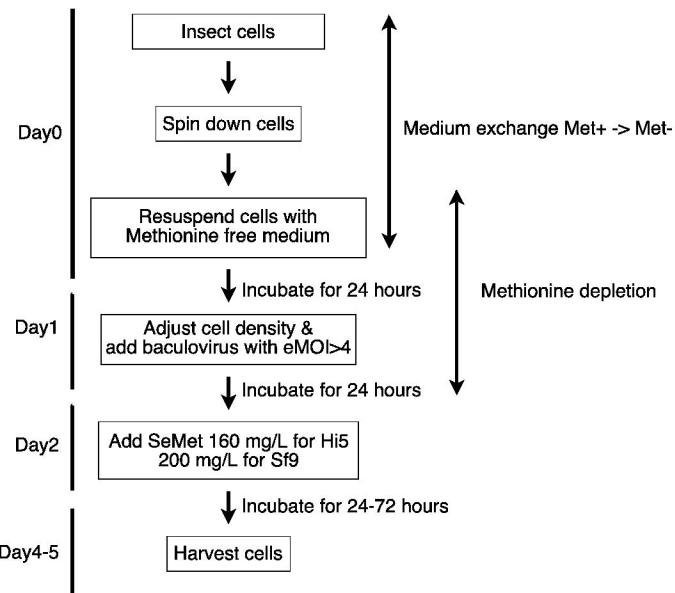 Insect cells
Day0
Spin down cells
Medium exchange Met+ -> Met-
Resuspend cells with
Methionine free medium
Incubate for 24 hours
Methionine depletion
Day1
Adjust cell density &
add baculovirus with eMOI>4
Incubate for 24 hours
Day2
Add SeMet 160 mg/L for Hi5
200 mg/L for Sf9
Incubate for 24-72 hours
Day4-5
Harvest cells